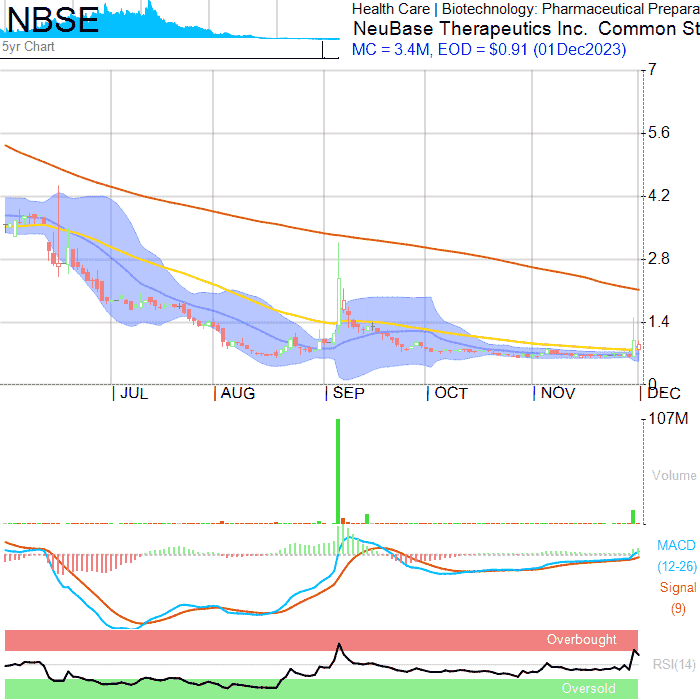 NBSE
5yr Chart
Health Care | Biotechnology: Pharmaceutical Prepara
NeuBase Therapeutics Inc. Common St
MC = 3.4M, EOD = $0.91 (01Dec2023)
7
5.6
4.2
2.8
1.4
0
JUL
AUG
SEP
OCT
NOV
DEC
107M
Volume
MACD
(12-26)
Signal
(9)
Overbought
RSI(14)
Oversold